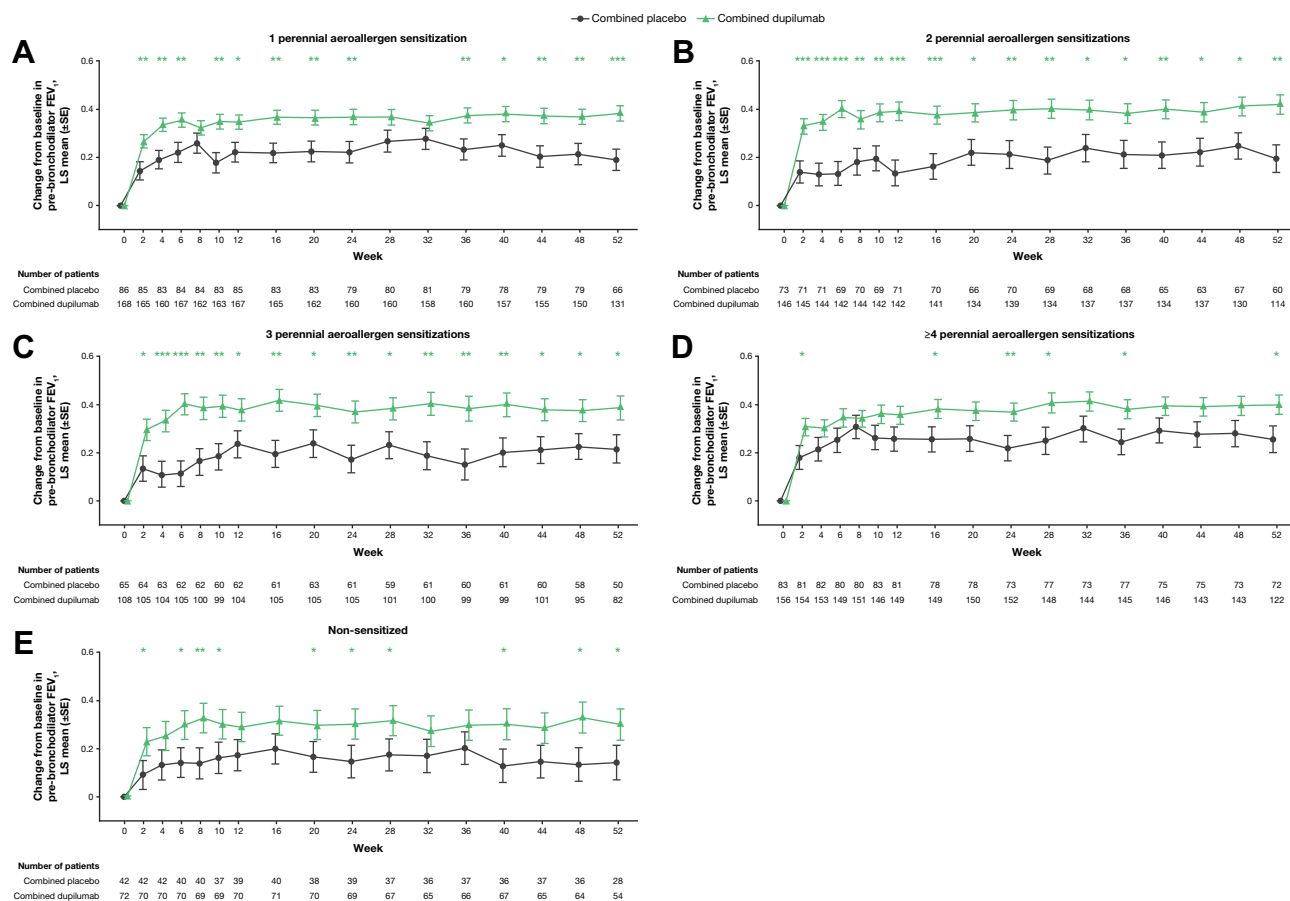 Combined placebo Combined dupilumab
A
1 perennial aeroallergen sensitization
** ** ** ** * ** ** ** ** * ** ** ***
Change from baseline in
pre-bronchodilator FEV1,
LS mean (±SE)
0.6
0.4
0.2
0
0 2 4 6 8 10 12 16 20 24 28 32 36 40 44 48 52
Week
Number of patients
Combined placebo 86 85 83 84 84 83 85 83 83 79 80 81 79 78 79 79 66
Combined dupilumab 168 165 160 167 162 163 167 165 162 160 160 158 160 157 155 150 131
B
2 perennial aeroallergen sensitizations
*** *** *** ** ** *** *** * ** ** * * ** * * **
Change from baseline in
pre-bronchodilator FEV1,
LS mean (±SE)
0.6
0.4
0.2
0
0 2 4 6 8 10 12 16 20 24 28 32 36 40 44 48 52
Week
Number of patients
Combined placebo 73 71 71 69 70 69 71 70 66 70 69 68 68 65 63 67 60
Combined dupilumab 146 145 144 142 144 142 142 141 134 139 134 137 137 134 137 130 114
C
3 perennial aeroallergen sensitizations
* *** *** ** ** * ** * ** * ** ** ** * * *
Change from baseline in
pre-bronchodilator FEV1,
LS mean (±SE)
0.6
0.4
0.2
0
0 2 4 6 8 10 12 16 20 24 28 32 36 40 44 48 52
Week
Number of patients
Combined placebo 65 64 63 62 62 60 62 61 63 61 59 61 60 61 60 58 50
Combined dupilumab 108 105 104 105 100 99 104 105 105 105 101 100 99 99 101 95 82
D
≥4 perennial aeroallergen sensitizations
* * ** * * *
Change from baseline in
pre-bronchodilator FEV1,
LS mean (±SE)
0.6
0.4
0.2
0
0 2 4 6 8 10 12 16 20 24 28 32 36 40 44 48 52
Week
Number of patients
Combined placebo 83 81 82 80 80 83 81 78 78 73 77 73 77 75 75 73 72
Combined dupilumab 156 154 153 149 151 146 149 149 150 152 148 144 145 146 143 143 122
E
Non-sensitized
* * ** * * * * * * *
Change from baseline in
pre-bronchodilator FEV1,
LS mean (±SE)
0.6
0.4
0.2
0
0 2 4 6 8 10 12 16 20 24 28 32 36 40 44 48 52
Week
Number of patients
Combined placebo 42 42 42 40 40 37 39 40 38 39 37 36 37 36 37 36 28
Combined dupilumab 72 70 70 70 69 69 70 71 70 69 67 65 66 67 65 64 54